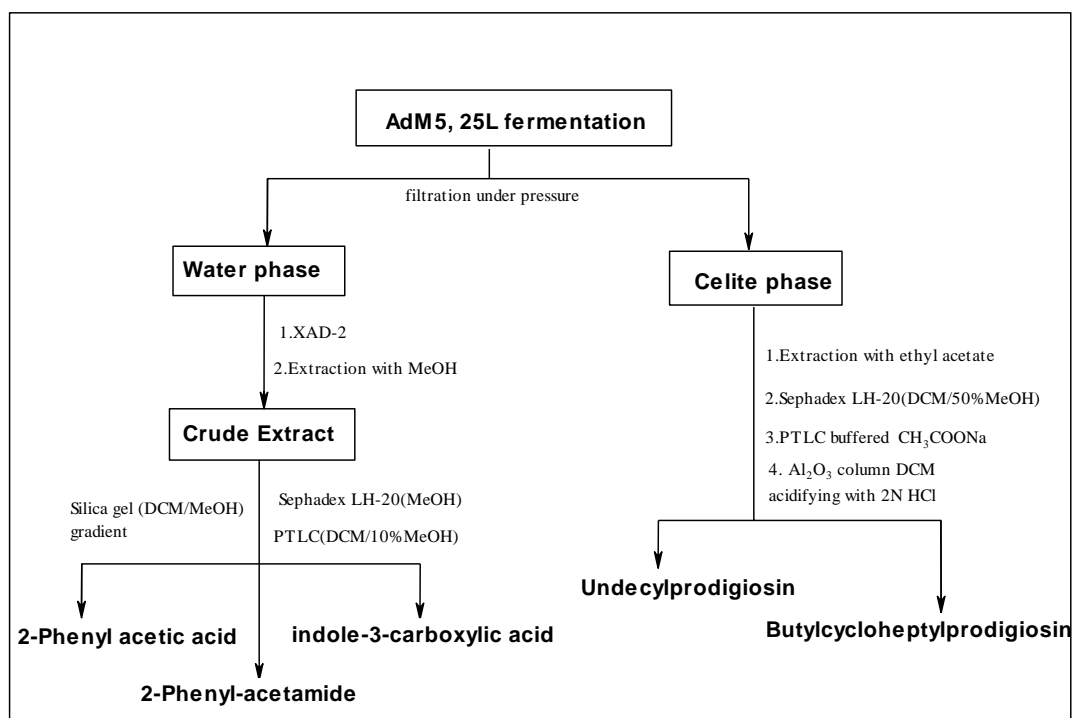 AdM5, 25L fermentation
filtration under pressure
Water phase
Celite phase
1.XAD-2
2.Extraction with MeOH
1.Extraction with ethyl acetate
2.Sephadex LH-20(DCM/50%MeOH)
3.PTLC buffered CH3COONa
4. Al2O3 column DCM
acidifying with 2N HCl
Crude Extract
Silica gel (DCM/MeOH)
gradient
Sephadex LH-20(MeOH)
PTLC(DCM/10%MeOH)
Undecylprodigiosin
Butylcycloheptylprodigiosin
2-Phenyl acetic acid
indole-3-carboxylic acid
2-Phenyl-acetamide